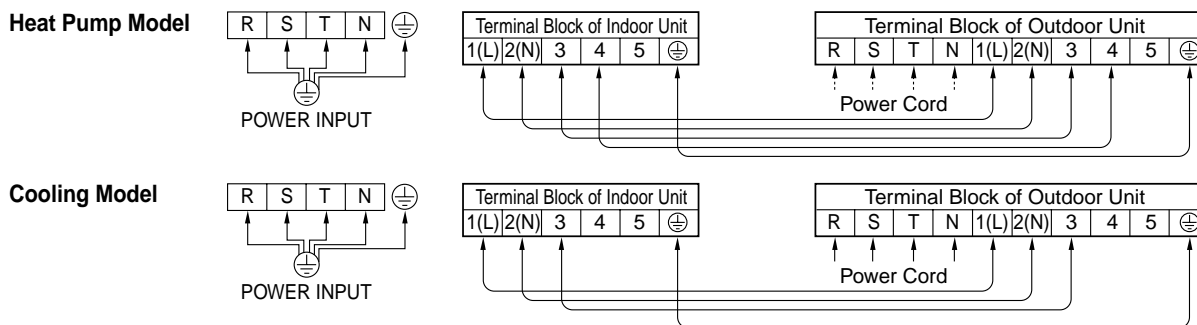 Heat Pump Model
R S T N
POWER INPUT
Terminal Block of Indoor Unit
1(L) 2(N) 3 4 5
Terminal Block of Outdoor Unit
R S T N 1(L) 2(N) 3 4 5
Power Cord
Cooling Model
R S T N
POWER INPUT
Terminal Block of Indoor Unit
1(L) 2(N) 3 4 5
Terminal Block of Outdoor Unit
R S T N 1(L) 2(N) 3 4 5
Power Cord